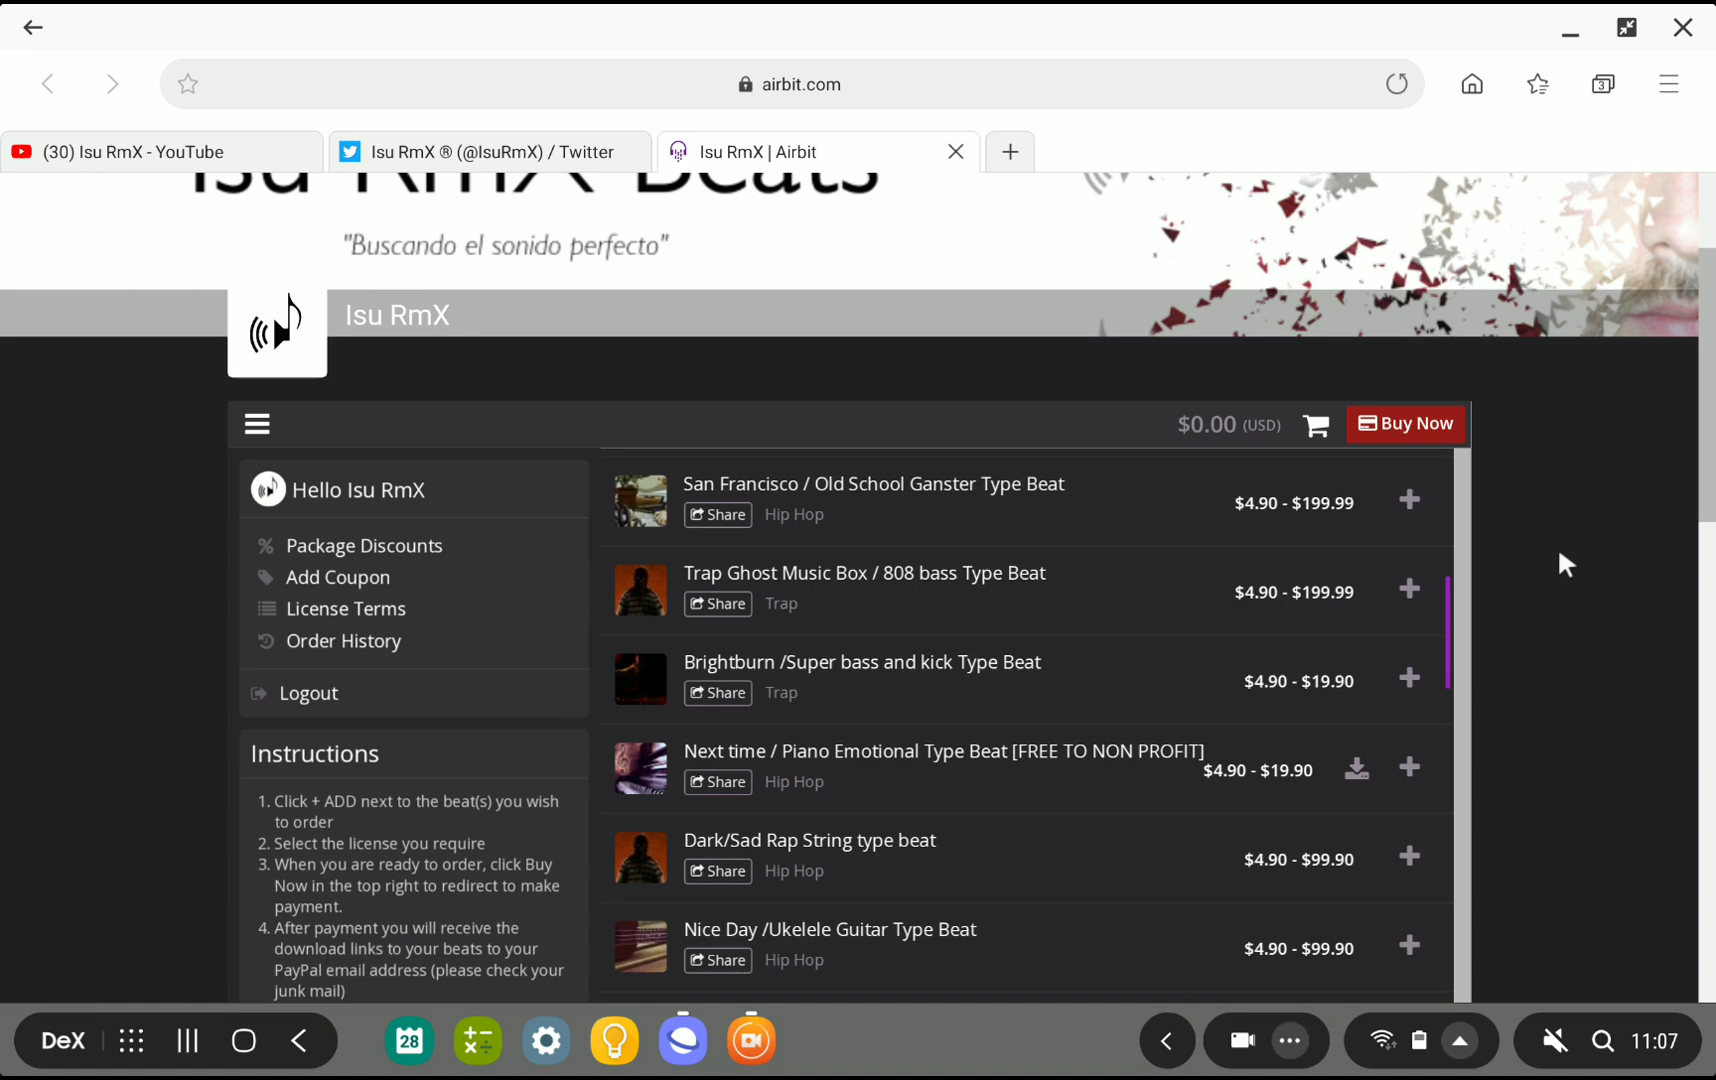 airbit.com
3
(30) Isu RmX - YouTube
Isu RmX ® (@IsuRmX) / Twitter
Isu RmX | Airbit
Isu RmX Beats
"Buscando el sonido perfecto"
Isu RmX
$0.00 (USD)
Buy Now
Hello Isu RmX
Package Discounts
Add Coupon
License Terms
Order History
Logout
Instructions
1. Click + ADD next to the beat(s) you wish
to order
2. Select the license you require
3. When you are ready to order, click Buy
Now in the top right to redirect to make
payment.
4. After payment you will receive the
download links to your beats to your
PayPal email address (please check your
junk mail)
San Francisco / Old School Ganster Type Beat
Share Hip Hop
$4.90 - $199.99
Trap Ghost Music Box / 808 bass Type Beat
Share Trap
$4.90 - $199.99
Brightburn /Super bass and kick Type Beat
Share Trap
$4.90 - $19.90
Next time / Piano Emotional Type Beat [FREE TO NON PROFIT]
Share Hip Hop
$4.90 - $19.90
Dark/Sad Rap String type beat
Share Hip Hop
$4.90 - $99.90
Nice Day /Ukelele Guitar Type Beat
Share Hip Hop
$4.90 - $99.90
DeX
28
11:07